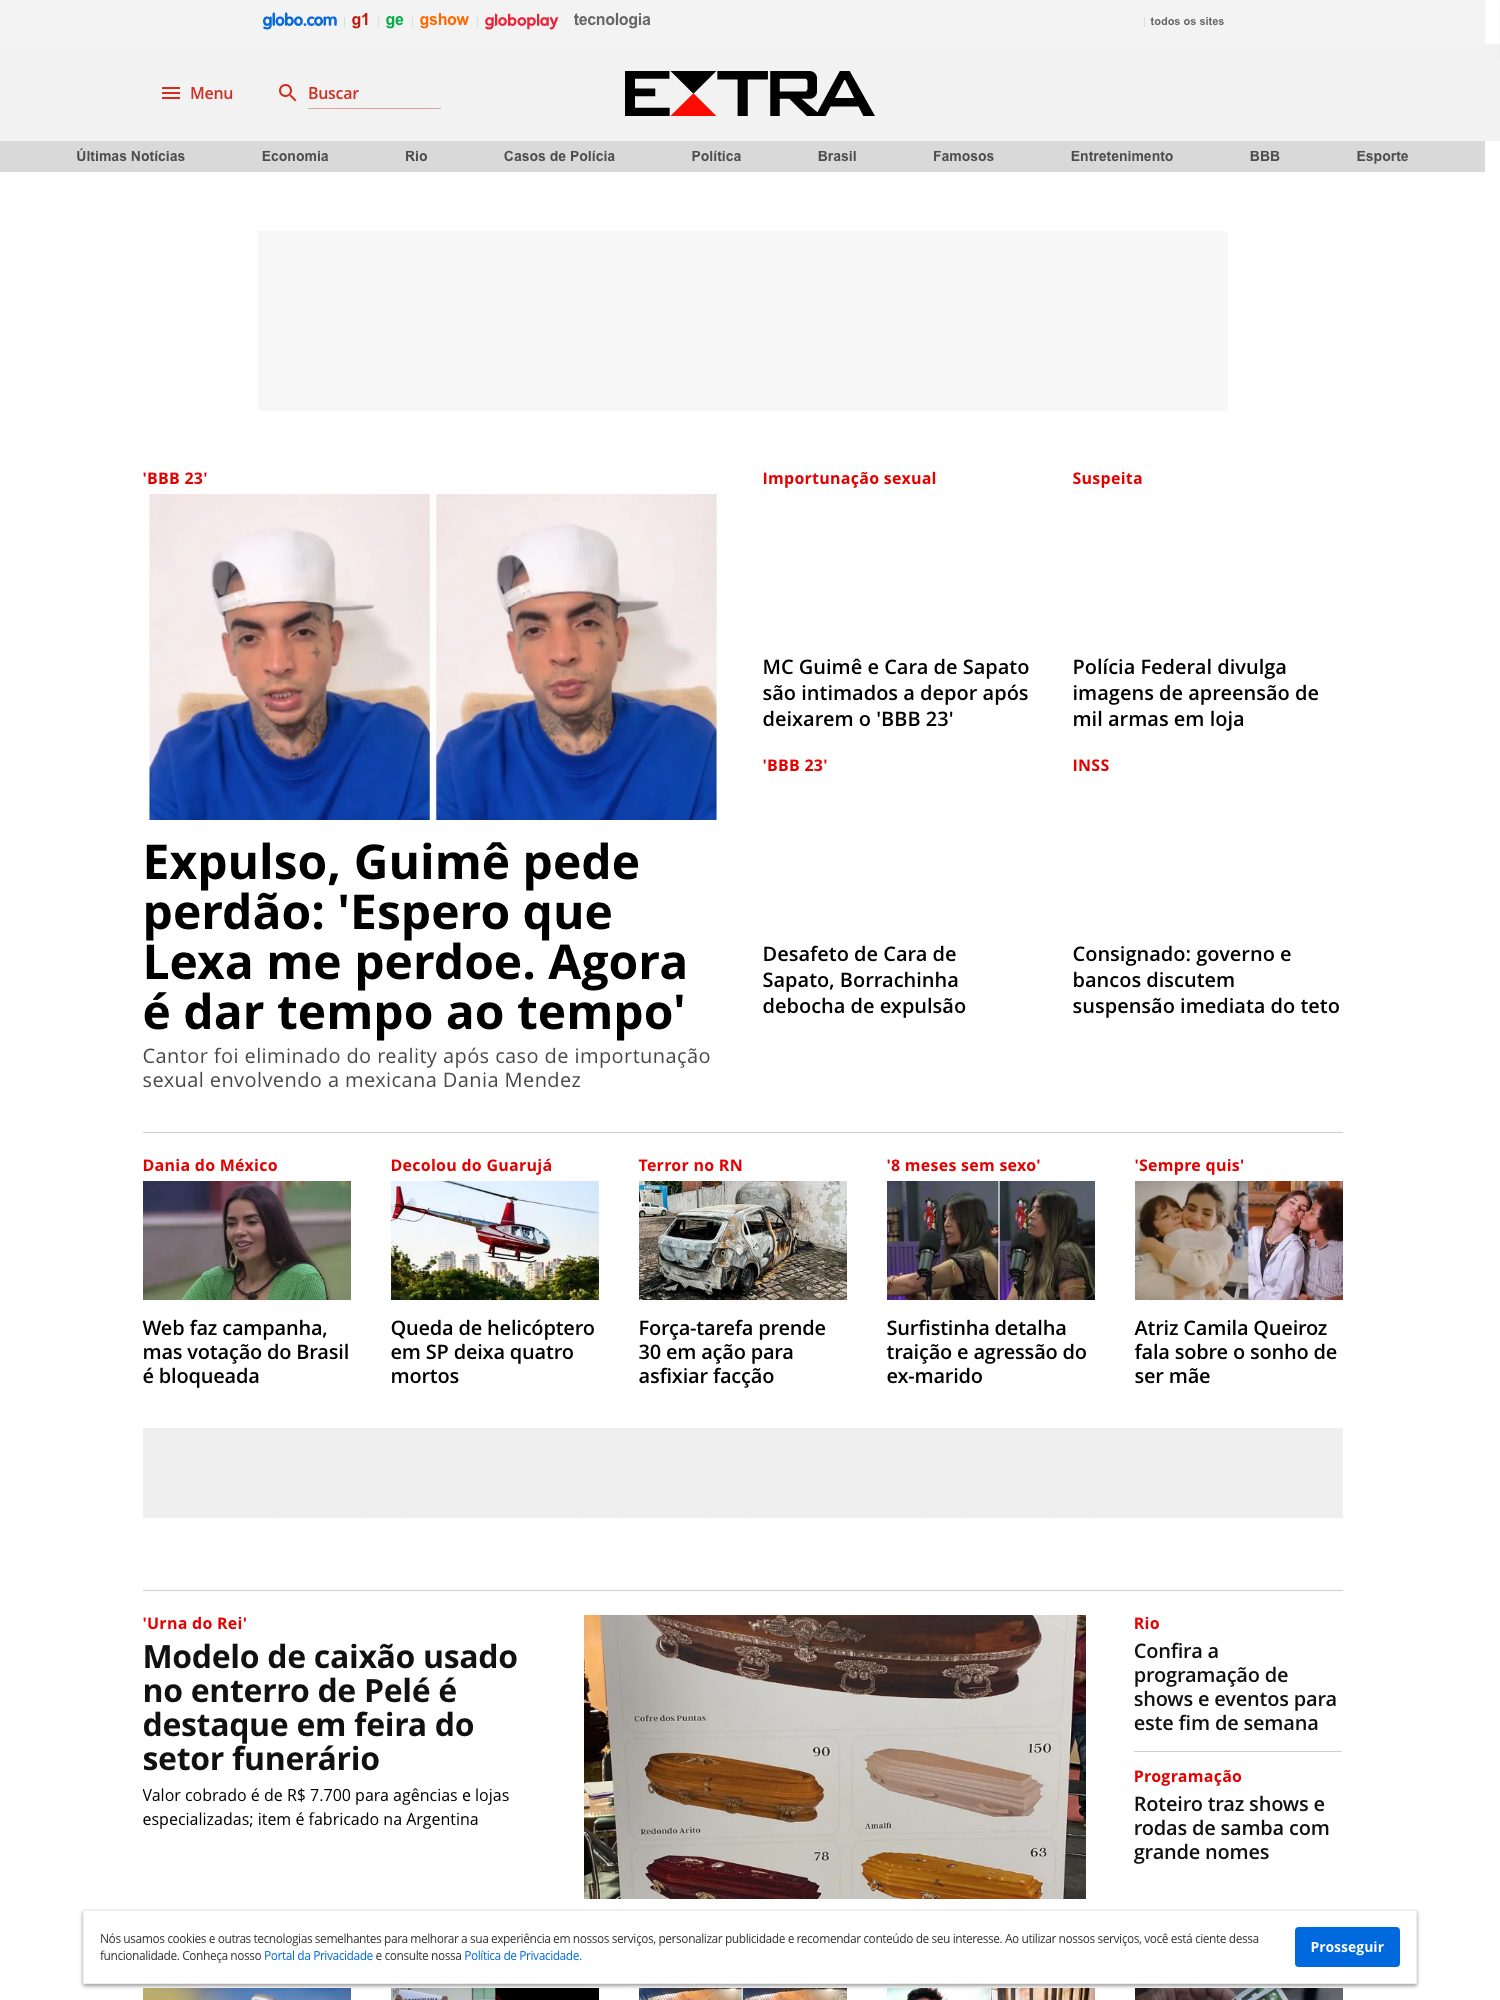 globo.com g1 ge gshow globoplay tecnologia todos os sites
Menu Buscar EXTRA
Últimas Notícias Economia Rio Casos de Polícia Política Brasil Famosos Entretenimento BBB Esporte
'BBB 23'
Expulso, Guimê pede
perdão: 'Espero que
Lexa me perdoe. Agora
é dar tempo ao tempo'
Cantor foi eliminado do reality após caso de importunação
sexual envolvendo a mexicana Dania Mendez
Importunação sexual
MC Guimê e Cara de Sapato
são intimados a depor após
deixarem o 'BBB 23'
Suspeita
Polícia Federal divulga
imagens de apreensão de
mil armas em loja
'BBB 23'
Desafeto de Cara de
Sapato, Borrachinha
debocha de expulsão
INSS
Consignado: governo e
bancos discutem
suspensão imediata do teto
Dania do México
Web faz campanha,
mas votação do Brasil
é bloqueada
Decolou do Guarujá
Queda de helicóptero
em SP deixa quatro
mortos
Terror no RN
Força-tarefa prende
30 em ação para
asfixiar facção
'8 meses sem sexo'
Surfistinha detalha
traição e agressão do
ex-marido
'Sempre quis'
Atriz Camila Queiroz
fala sobre o sonho de
ser mãe
'Urna do Rei'
Modelo de caixão usado
no enterro de Pelé é
destaque em feira do
setor funerário
Valor cobrado é de R$ 7.700 para agências e lojas
especializadas; item é fabricado na Argentina
Cofre dos Puntas
90
150
Redondo Arito
Amalfi
78
63
Rio
Confira a
programação de
shows e eventos para
este fim de semana
Programação
Roteiro traz shows e
rodas de samba com
grande nomes
Nós usamos cookies e outras tecnologias semelhantes para melhorar a sua experiência em nossos serviços, personalizar publicidade e recomendar conteúdo de seu interesse. Ao utilizar nossos serviços, você está ciente dessa
funcionalidade. Conheça nosso Portal da Privacidade e consulte nossa Política de Privacidade.
Prosseguir